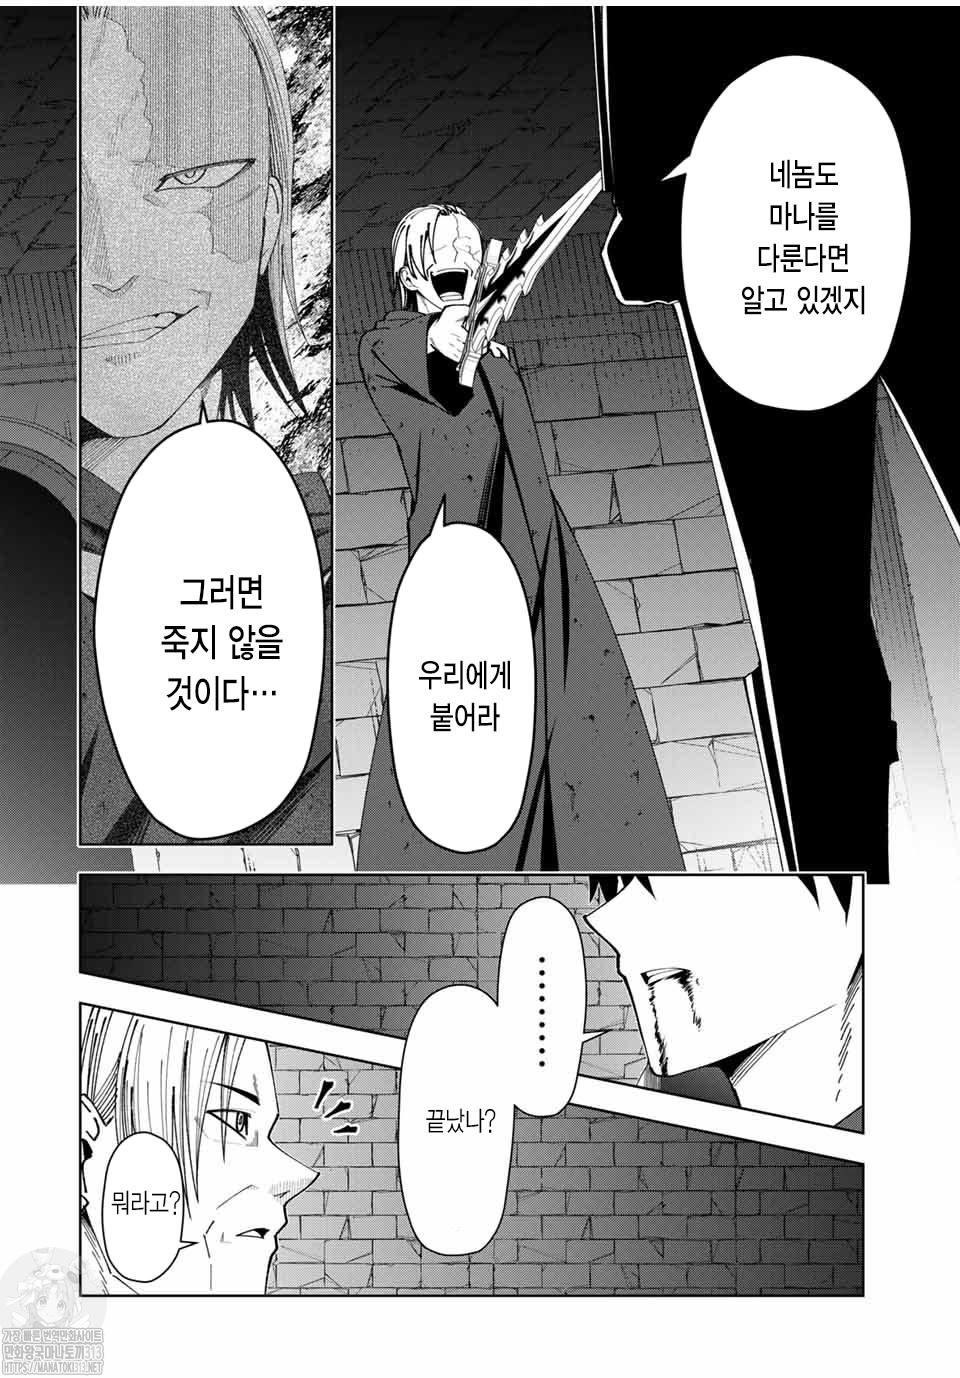 네놈도
마나를
다룬다면
알고 있겠지
우리에게
붙어라
그러면
죽지 않을
것이다…
………
끝났나?
뭐라고?
가장 빠른 번역만화사이트
만화왕국마나토끼313
HTTPS://MANATOKI313.NET